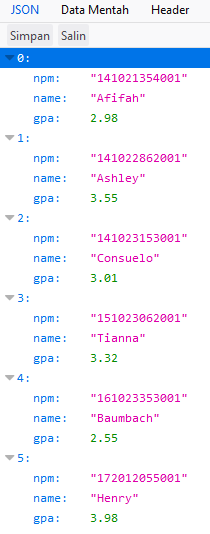 JSON Data Mentah Header
Simpan Salin
0:
npm: "141021354001"
name: "Afifah"
gpa: 2.98
1:
npm: "141022862001"
name: "Ashley"
gpa: 3.55
2:
npm: "141023153001"
name: "Consuelo"
gpa: 3.01
3:
npm: "151023062001"
name: "Tianna"
gpa: 3.32
4:
npm: "161023353001"
name: "Baumbach"
gpa: 2.55
5:
npm: "172012055001"
name: "Henry"
gpa: 3.98